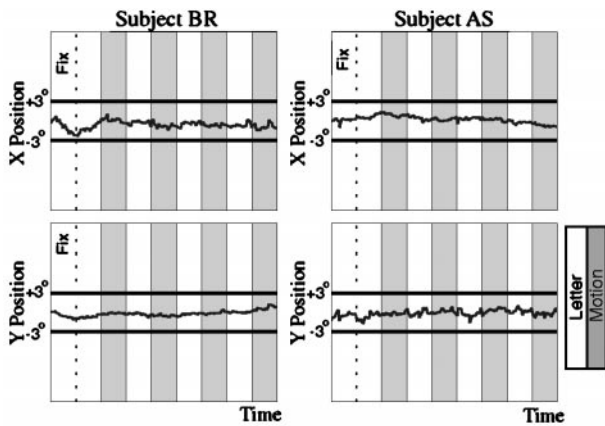 Subject BR
Subject AS
X Position
+3°
-3°
Fix
X Position
+3°
-3°
Fix
Y Position
+3°
-3°
Fix
Y Position
+3°
-3°
Fix
Time
Time
Letter
Motion